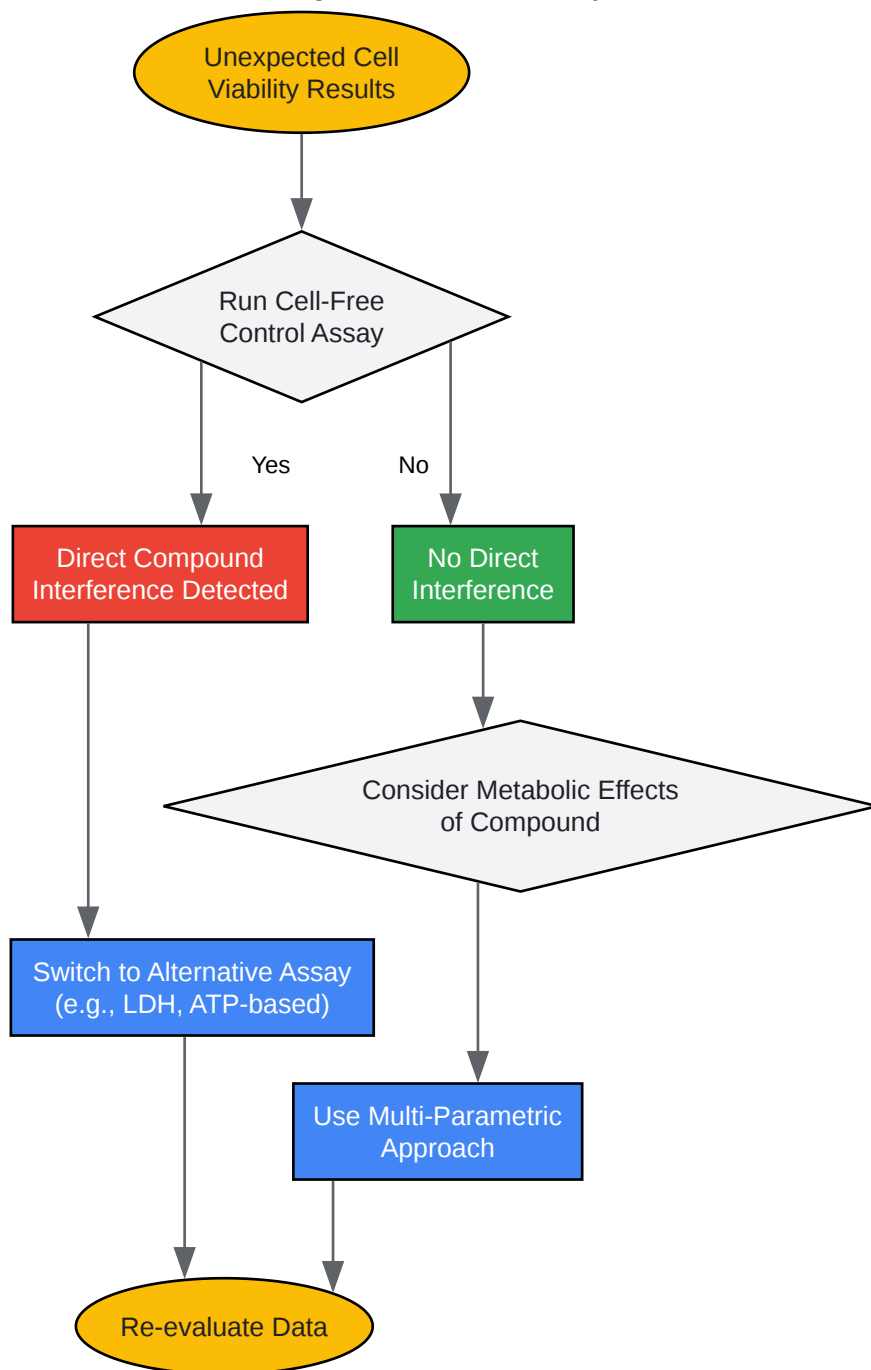 Unexpected Cell
Viability Results
Run Cell-Free
Control Assay
Yes
No
Direct Compound
Interference Detected
No Direct
Interference
Consider Metabolic Effects
of Compound
Switch to Alternative Assay
(e.g., LDH, ATP-based)
Use Multi-Parametric
Approach
Re-evaluate Data